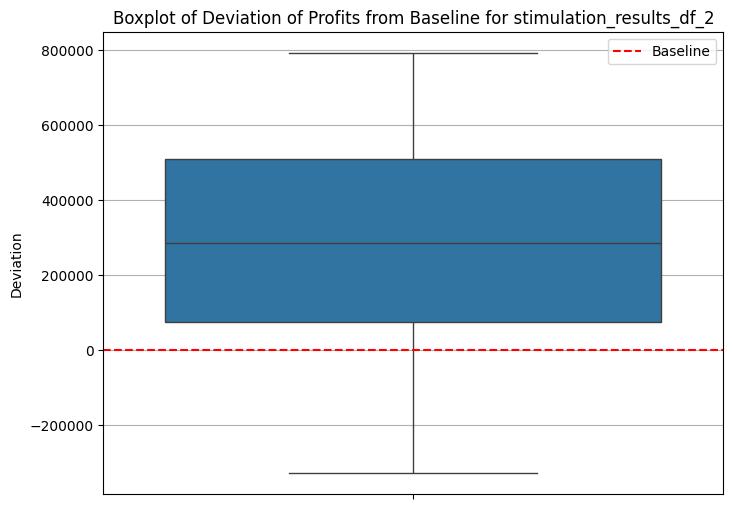 Boxplot of Deviation of Profits from Baseline for stimulation_results_df_2
Baseline
800000
600000
400000
200000
0
−200000
Deviation